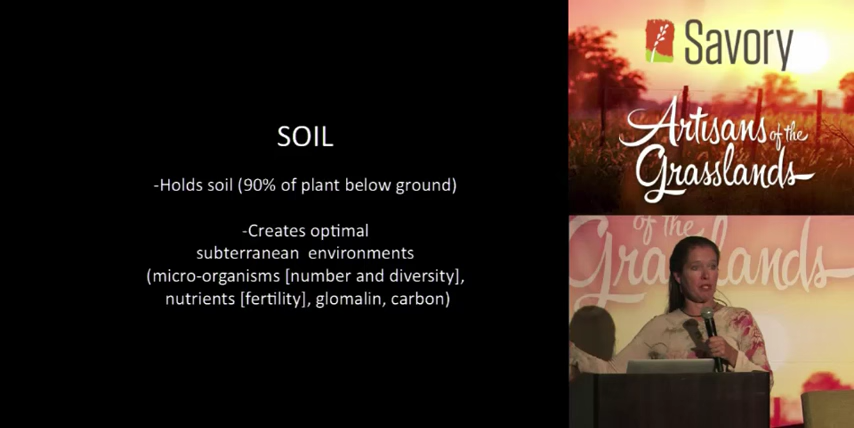 SOIL
-Holds soil (90% of plant below ground)
-Creates optimal
subterranean environments
(micro-organisms [number and diversity],
nutrients [fertility], glomalin, carbon)
Savory
Artisans of the
Grasslands
of the
Grasslands